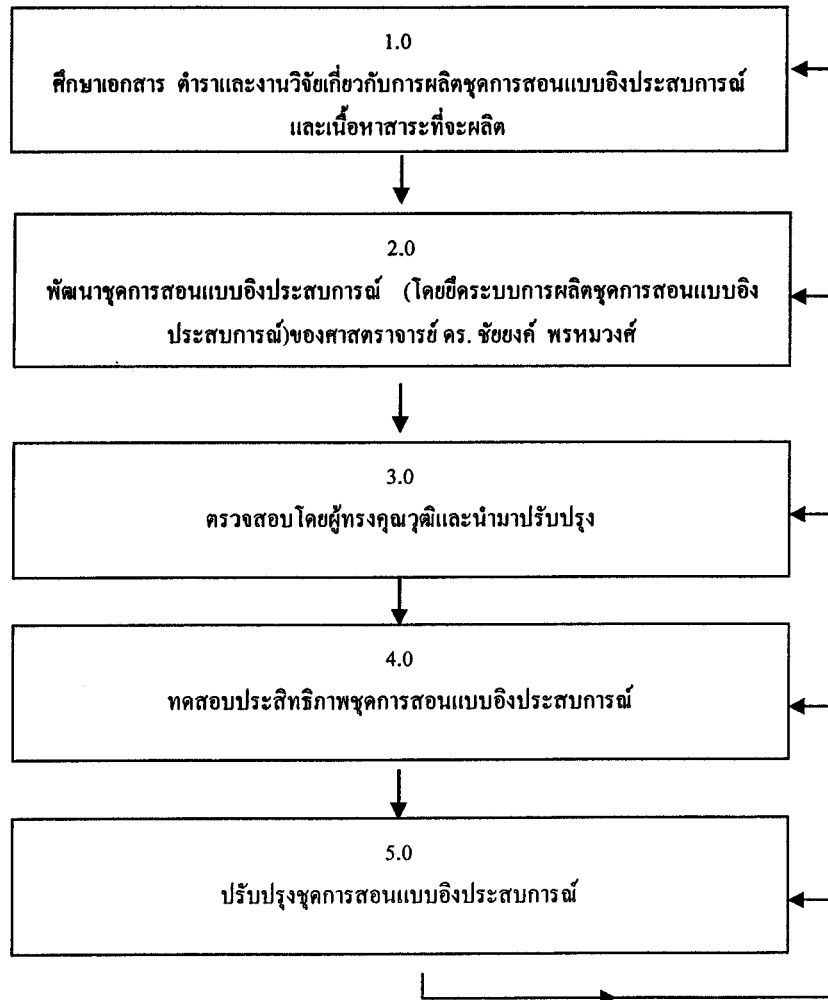 1.0
ศึกษาเอกสาร ตำราและงานวิจัยเกี่ยวกับการผลิตชุดการสอนแบบอิงประสบการณ์
และเนื้อหาสาระที่จะผลิต
2.0
พัฒนาชุดการสอนแบบอิงประสบการณ์ (โดยยึดระบบการผลิตชุดการสอนแบบอิง
ประสบการณ์)ของศาสตราจารย์ ดร. ชัยยงค์ พรหมวงศ์
3.0
ตรวจสอบโดยผู้ทรงคุณวุฒิและนำมาปรับปรุง
4.0
ทดสอบประสิทธิภาพชุดการสอนแบบอิงประสบการณ์
5.0
ปรับปรุงชุดการสอนแบบอิงประสบการณ์